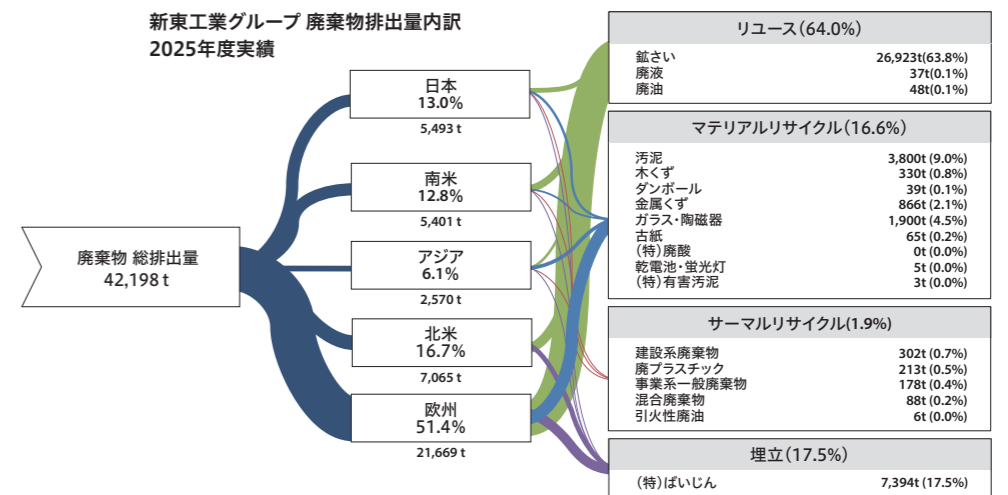 新東工業グループ 廃棄物排出量内訳
2025年度実績
廃棄物 総排出量
42,198 t
日本
13.0%
5,493 t
南米
12.8%
5,401 t
アジア
6.1%
2,570 t
北米
16.7%
7,065 t
欧州
51.4%
21,669 t
リユース(64.0%)
鉱さい 26,923t(63.8%)
廃液 37t(0.1%)
廃油 48t(0.1%)
マテリアルリサイクル(16.6%)
汚泥 3,800t (9.0%)
木くず 330t (0.8%)
ダンボール 39t (0.1%)
金属くず 866t (2.1%)
ガラス・陶磁器 1,900t (4.5%)
古紙 65t (0.2%)
(特)廃酸 0t (0.0%)
乾電池・蛍光灯 5t (0.0%)
(特)有害汚泥 3t (0.0%)
サーマルリサイクル(1.9%)
建設系廃棄物 302t (0.7%)
廃プラスチック 213t (0.5%)
事業系一般廃棄物 178t (0.4%)
混合廃棄物 88t (0.2%)
引火性廃油 6t (0.0%)
埋立(17.5%)
(特)ばいじん 7,394t (17.5%)